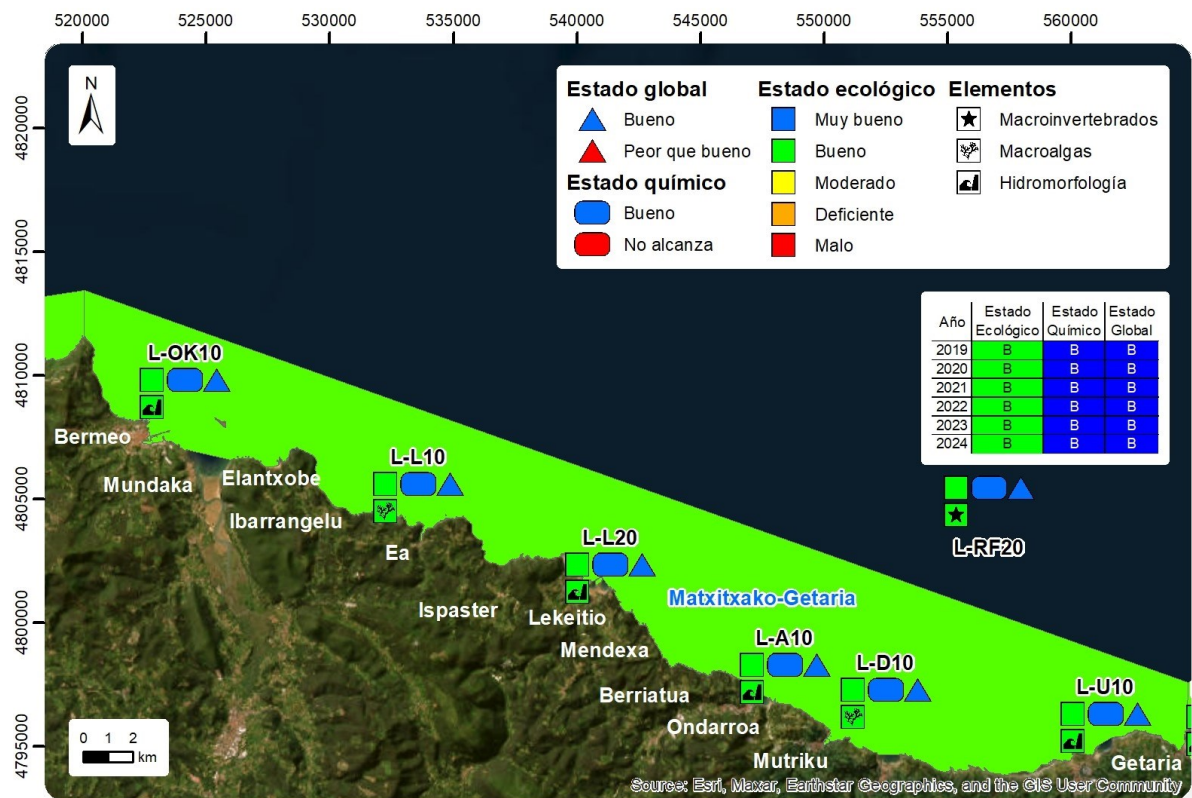 520000 525000 530000 535000 540000 545000 550000 555000 560000
4820000
4815000
4810000
4805000
4800000
4795000
N
Estado global
Bueno
Peor que bueno
Estado químico
Bueno
No alcanza
Estado ecológico
Muy bueno
Bueno
Moderado
Deficiente
Malo
Elementos
Macroinvertebrados
Macroalgas
Hidromorfología
Año Estado Ecológico Estado Químico Estado Global
2019 B B B
2020 B B B
2021 B B B
2022 B B B
2023 B B B
2024 B B B
L-OK10
Bermeo
Mundaka
Elantxobe
L-L10
Ibarrangelu
Ea
L-RF20
L-L20
Ispaster
Lekeitio
Matxitxako-Getaria
Mendexa
L-A10
L-D10
Berriatua
L-U10
Ondarroa
Mutriku
Getaria
0 1 2
km
Source: Esri, Maxar, Earthstar Geographics, and the GIS User Community